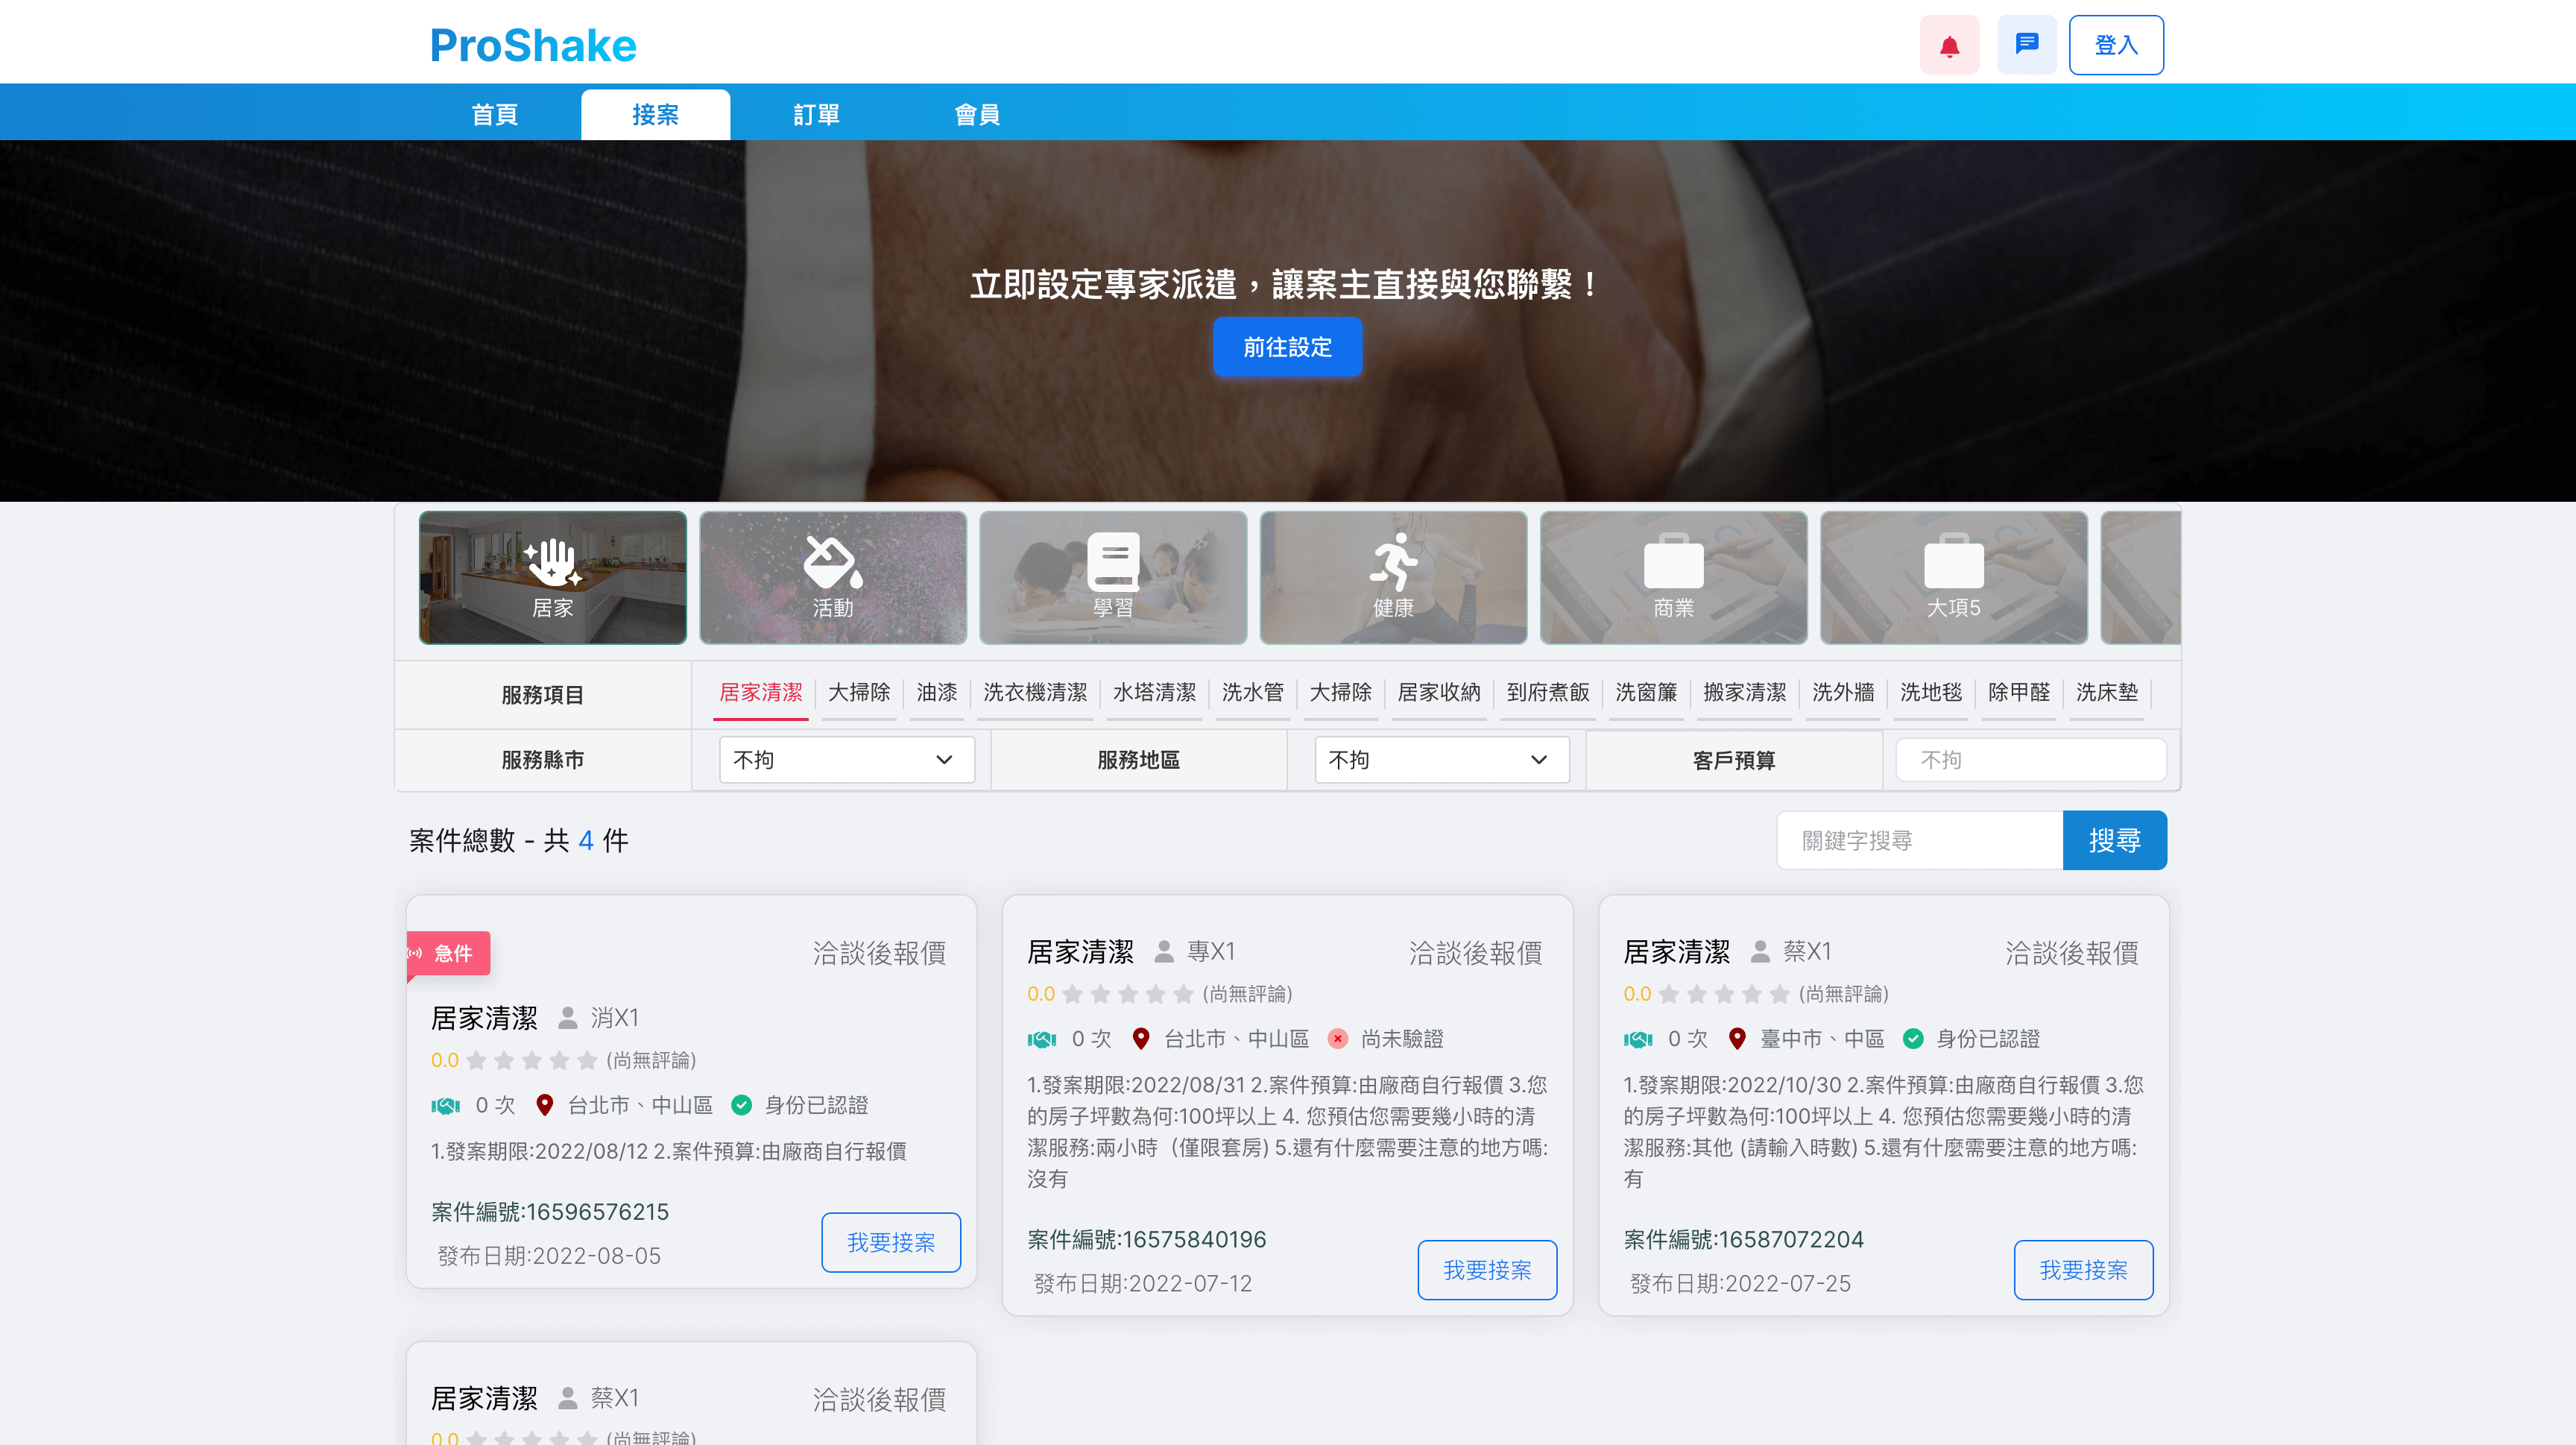 ProShake
登入
首頁 接案 訂單 會員
立即設定專家派遣，讓案主直接與您聯繫！
前往設定
居家 活動 學習 健康 商業 大項5
服務項目 居家清潔 大掃除 油漆 洗衣機清潔 水塔清潔 洗水管 大掃除 居家收納 到府煮飯 洗窗簾 搬家清潔 洗外牆 洗地毯 除甲醛 洗床墊
服務縣市 不拘 服務地區 不拘 客戶預算 不拘
案件總數 - 共 4 件
關鍵字搜尋 搜尋
急件
洽談後報價
居家清潔 消X1
0.0 (尚無評論)
0 次 台北市、中山區 身份已認證
1.發案期限:2022/08/12 2.案件預算:由廠商自行報價
案件編號:16596576215
發布日期:2022-08-05
我要接案
居家清潔 專X1
洽談後報價
0.0 (尚無評論)
0 次 台北市、中山區 尚未驗證
1.發案期限:2022/08/31 2.案件預算:由廠商自行報價 3.您
的房子坪數為何:100坪以上 4. 您預估您需要幾小時的清
潔服務:兩小時（僅限套房) 5.還有什麼需要注意的地方嗎:
沒有
案件編號:16575840196
發布日期:2022-07-12
我要接案
居家清潔 蔡X1
洽談後報價
0.0 (尚無評論)
0 次 臺中市、中區 身份已認證
1.發案期限:2022/10/30 2.案件預算:由廠商自行報價 3.您
的房子坪數為何:100坪以上 4. 您預估您需要幾小時的清
潔服務:其他 (請輸入時數) 5.還有什麼需要注意的地方嗎:
有
案件編號:16587072204
發布日期:2022-07-25
我要接案
居家清潔 蔡X1
洽談後報價
0.0 (尚無評論)